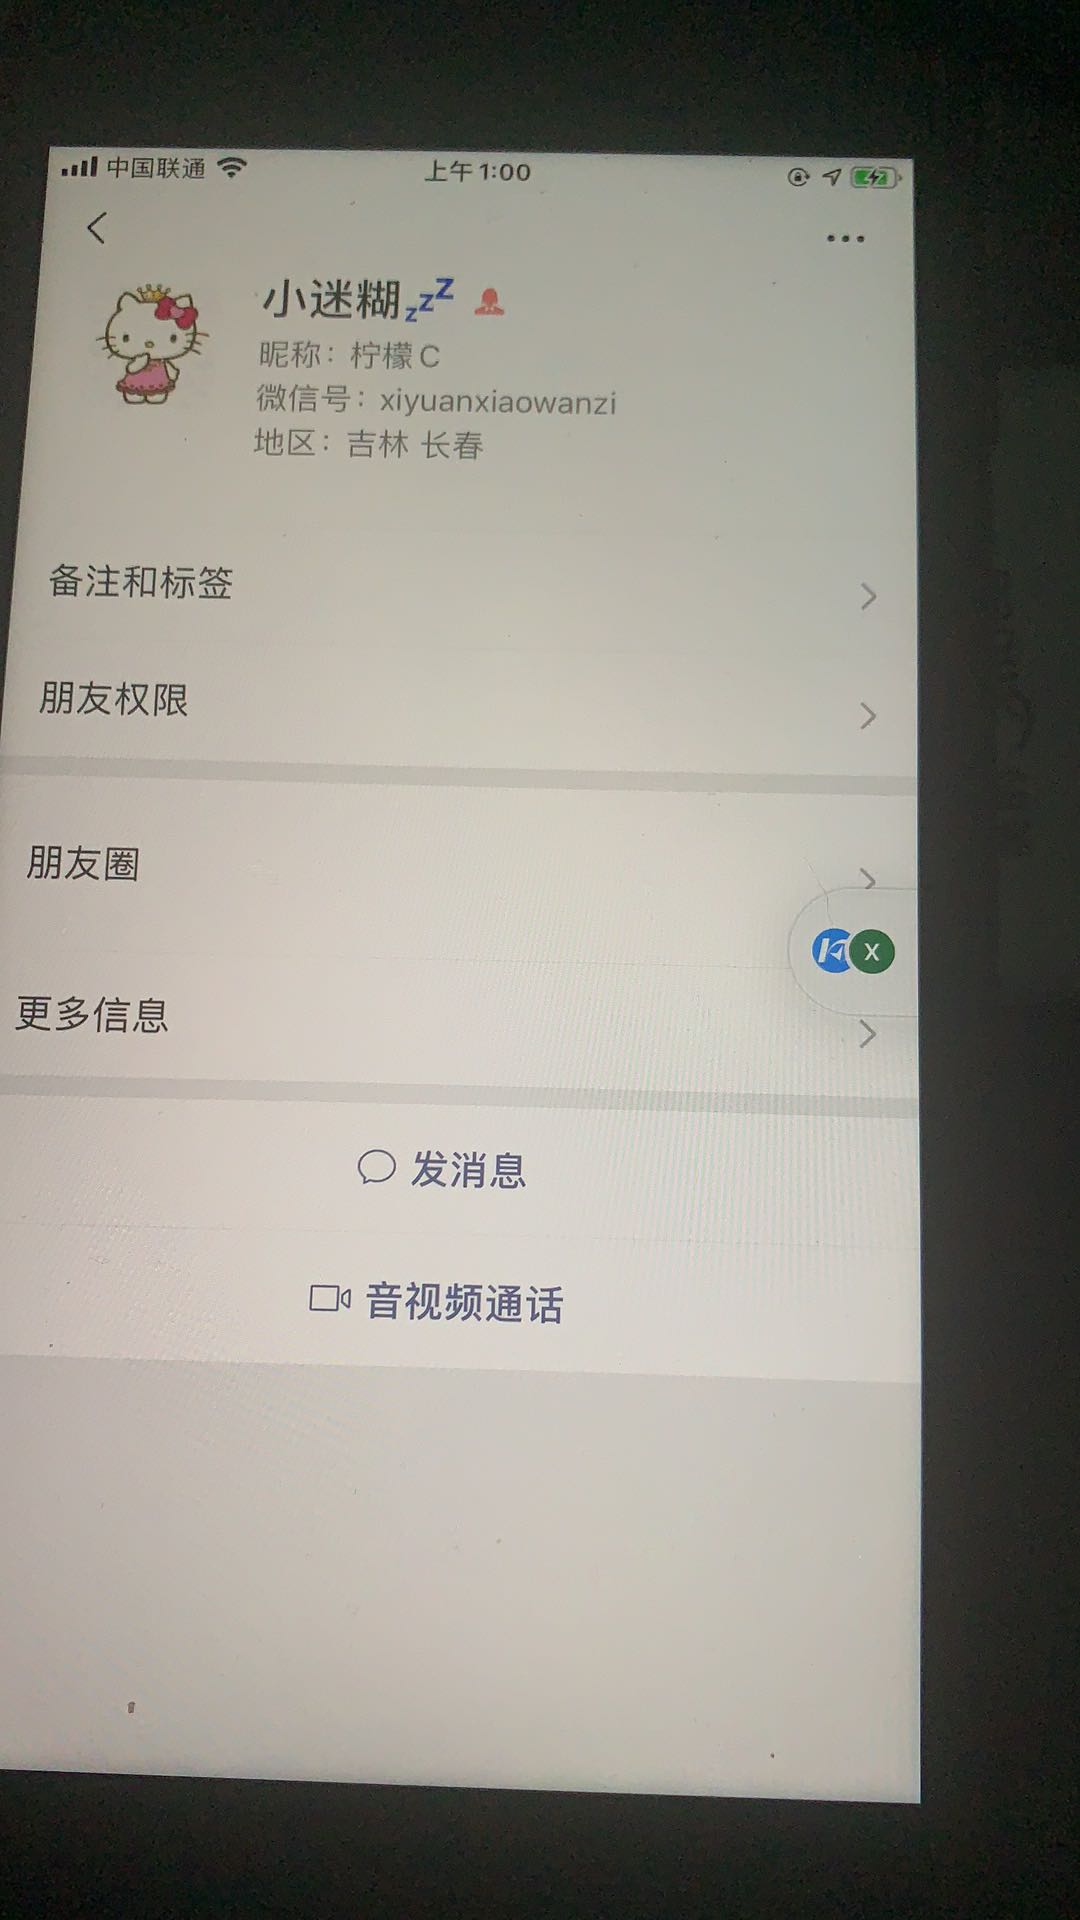 中国联通 上午1:00
小迷糊💤
昵称：柠檬C
微信号：xiyuanxiaowanzi
地区：吉林 长春
备注和标签
朋友权限
朋友圈
X
更多信息
发消息
音视频通话